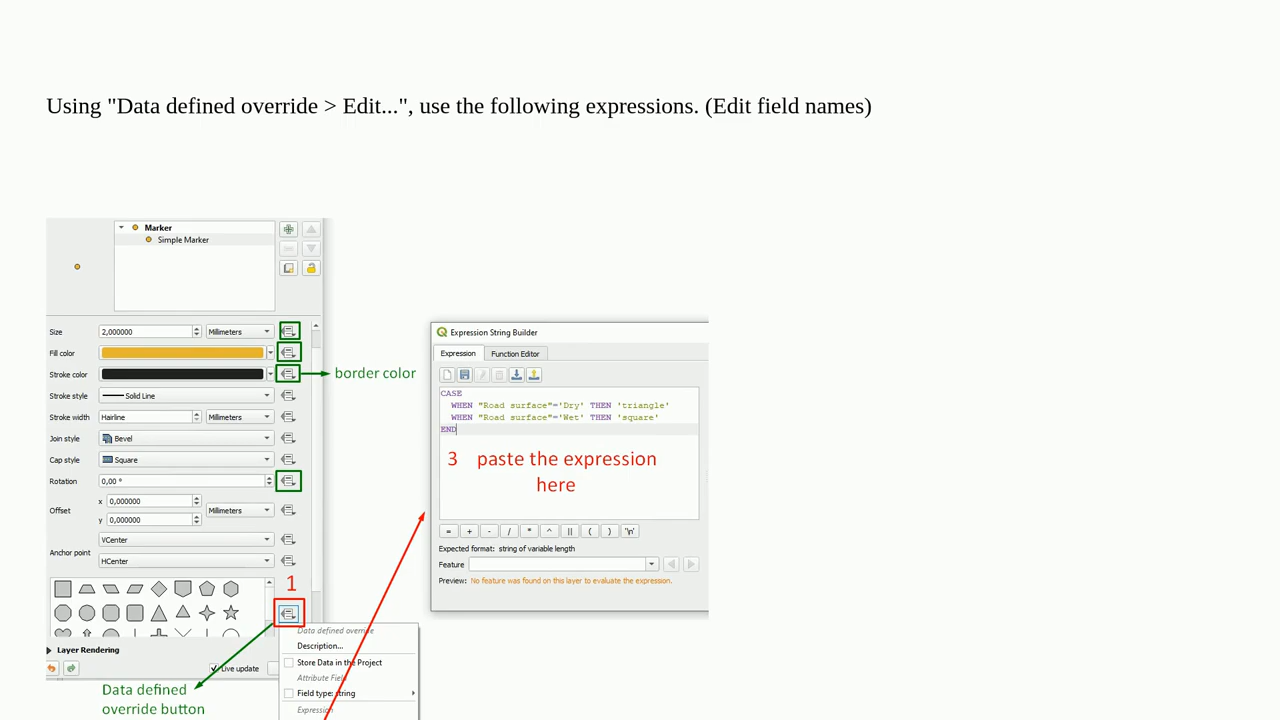 Using "Data defined override > Edit...", use the following expressions. (Edit field names)
Marker
Simple Marker
Size 2,000000 Millimeters
Fill color
Stroke color
border color
Stroke style Solid Line
Stroke width Hairline Millimeters
Join style Bevel
Cap style Square
Rotation 0,00 °
Offset x 0,000000 Millimeters
y 0,000000
Anchor point VCenter
HCenter
1
Layer Rendering
Live update
Data defined
override button
Data defined override
Description...
Store Data in the Project
Attribute Field
Field type: string
Expression
Expression String Builder
Expression Function Editor
CASE
WHEN "Road surface"='Dry' THEN 'triangle'
WHEN "Road surface"='Wet' THEN 'square'
END
3 paste the expression
here
= + - / * ^ || ( ) '\n'
Expected format: string of variable length
Feature
Preview: No feature was found on this layer to evaluate the expression.